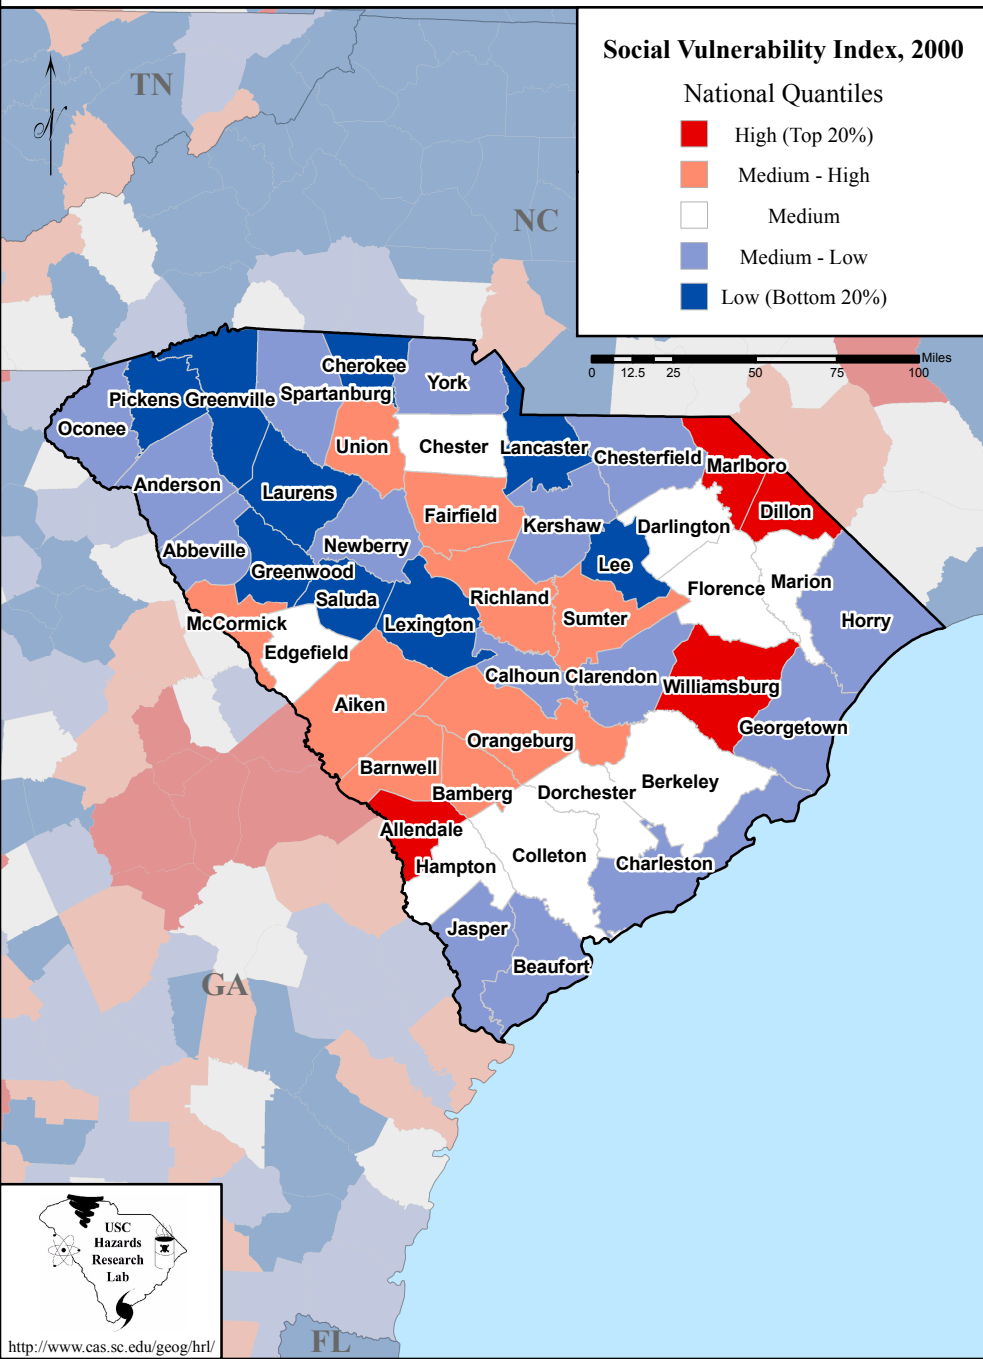 Social Vulnerability Index, 2000
National Quantiles
High (Top 20%)
Medium - High
Medium
Medium - Low
Low (Bottom 20%)
Miles
0 12.5 25 50 75 100
N
TN
NC
Cherokee
York
Pickens Greenville
Spartanburg
Oconee
Union
Chester
Lancaster
Chesterfield
Marlboro
Anderson
Laurens
Dillon
Fairfield
Kershaw
Darlington
Abbeville
Newberry
Greenwood
Lee
Marion
Florence
Saluda
Richland
Sumter
Horry
McCormick
Lexington
Edgefield
Calhoun
Clarendon
Williamsburg
Aiken
Georgetown
Orangeburg
Barnwell
Berkeley
Bamberg
Dorchester
Allendale
Colleton
Charleston
Hampton
Jasper
Beaufort
GA
USC
Hazards
Research
Lab
http://www.cas.sc.edu/geog/hrl/
FL